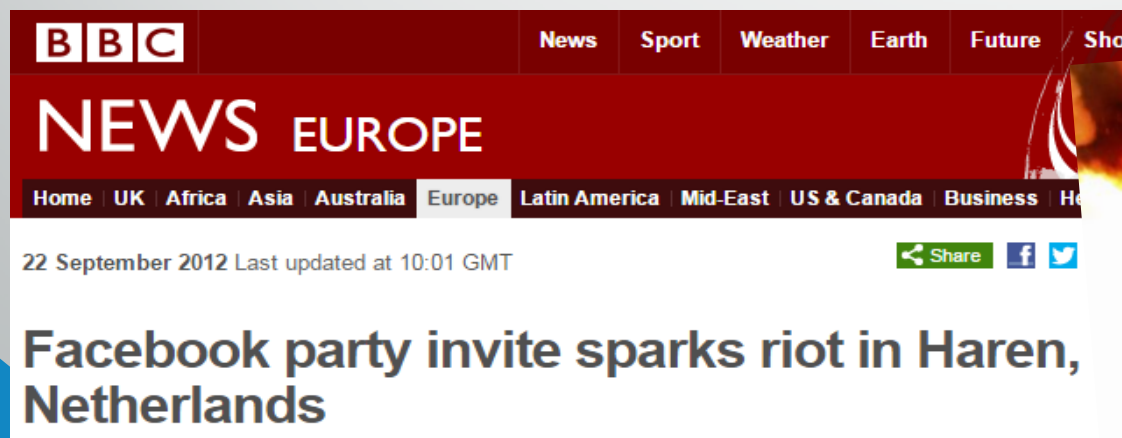 BBC News Sport Weather Earth Future Sho
NEWS EUROPE
Home UK Africa Asia Australia Europe Latin America Mid-East US & Canada Business He
22 September 2012 Last updated at 10:01 GMT Share
Facebook party invite sparks riot in Haren,
Netherlands